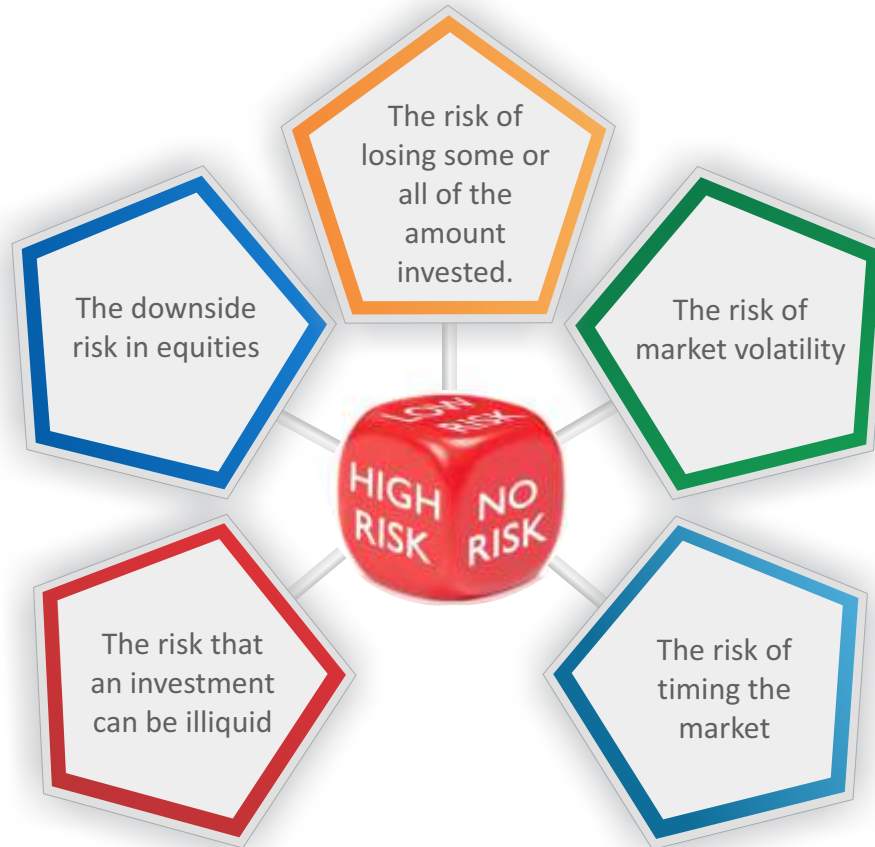 The risk of
losing some or
all of the
amount
invested.
The downside
risk in equities
The risk of
market volatility
LOW
RISK
HIGH
RISK
NO
RISK
The risk that
an investment
can be illiquid
The risk of
timing the
market